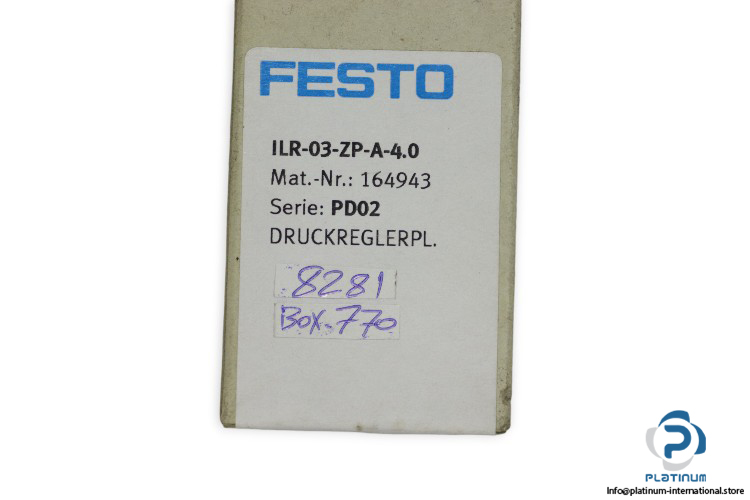 FESTO
ILR-03-ZP-A-4.0
Mat.-Nr.: 164943
Serie: PD02
DRUCKREGLERPL.
8281
Box.770
PLATINUM
Info@platinum-international.store